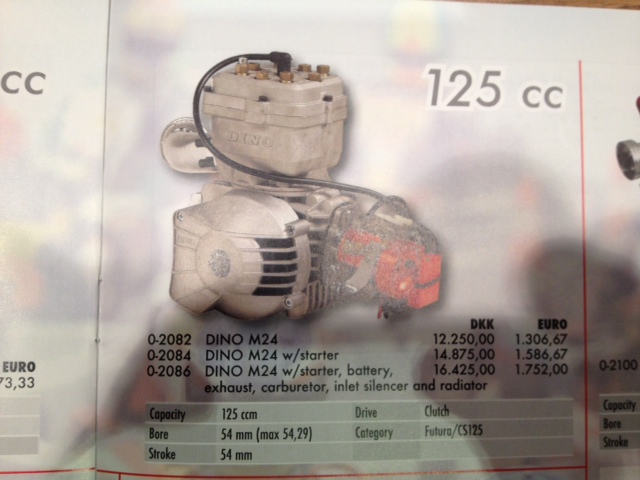 cc
125 cc
DINO
DKK EURO
0-2082 DINO M24 12.250,00 1.306,67
0-2084 DINO M24 w/starter 14.875,00 1.586,67
0-2086 DINO M24 w/starter, battery, 16.425,00 1.752,00
exhaust, carburetor, inlet silencer and radiator
Capacity 125 ccm Drive Clutch
Bore 54 mm (max 54,29) Category Futura/CS125
Stroke 54 mm
EURO
73,33
0-2100
Capacity
Bore
Stroke